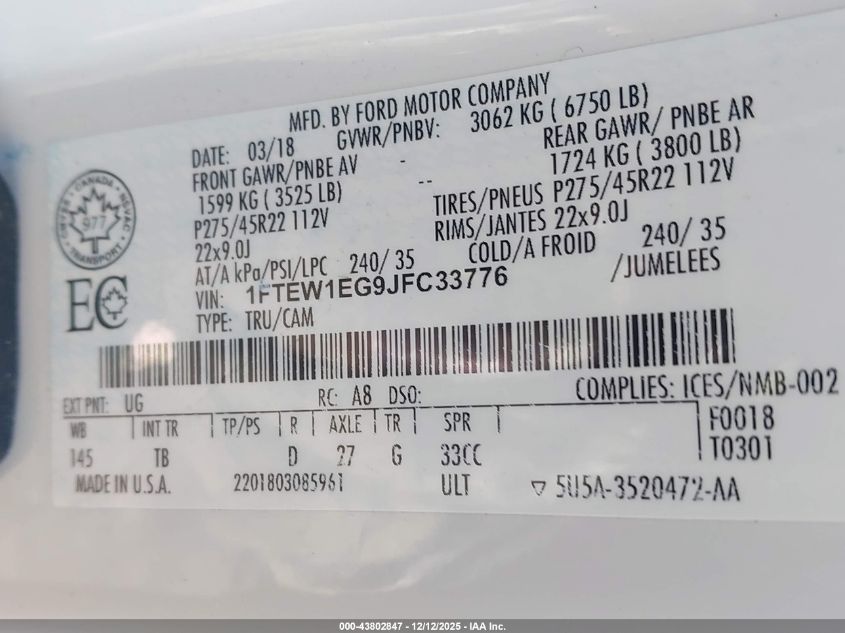 MFD. BY FORD MOTOR COMPANY
DATE: 03/18 GVWR/PNBV: 3062 KG ( 6750 LB)
FRONT GAWR/PNBE AV - REAR GAWR/ PNBE AR
1599 KG ( 3525 LB) -- 1724 KG ( 3800 LB)
P275/45R22 112V TIRES/PNEUS P275/45R22 112V
22x9.0J RIMS/JANTES 22x9.0J
AT/A kPa/PSI/LPC 240/ 35 COLD/A FROID 240/ 35
VIN: 1FTEW1EG9JFC33776 /JUMELEES
TYPE: TRU/CAM
CANADA
977
TRANSPORT
EC
EXT PNT: UG RC: A8 DSO: COMPLIES: ICES/NMB-002
WB | INT TR | TP/PS | R | AXLE | TR | SPR | F0018
145 TB D 27 G 33CC T0301
MADE IN U.S.A. 2201803085961 ULT ▽ 5U5A-3520472-AA
000-43802847 - 12/12/2025 - IAA Inc.